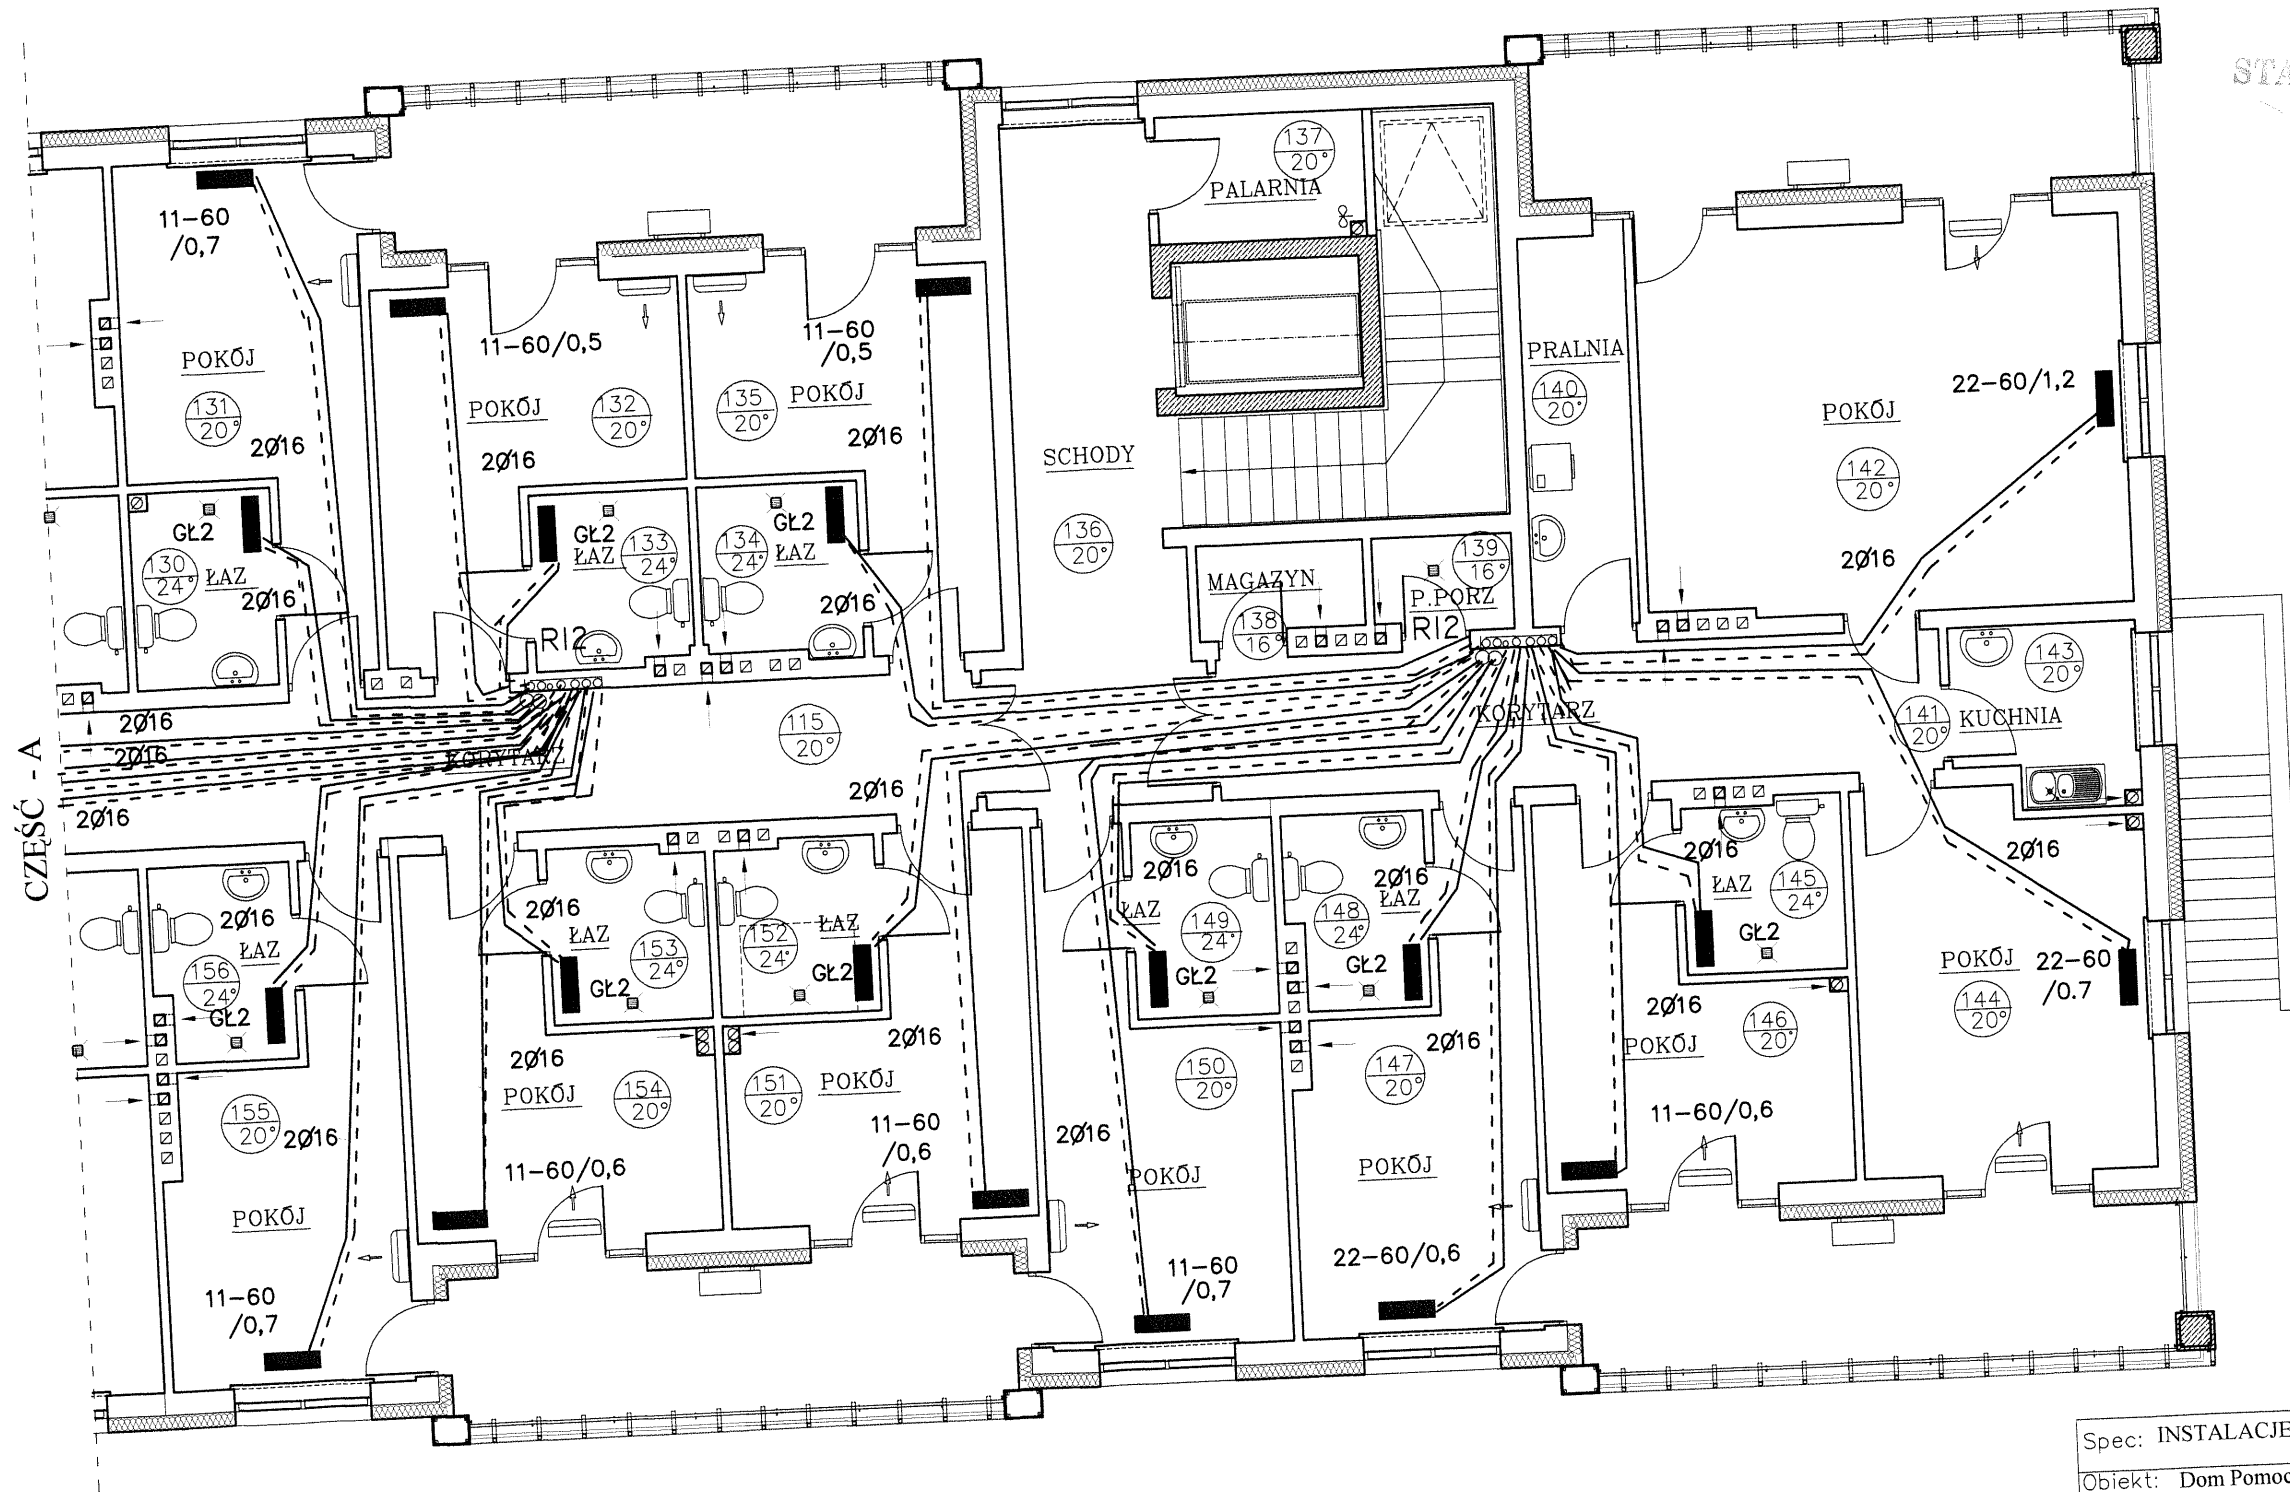 STA
137
20°
PALARNIA
11-60
/0,7
POKÓJ
131
20°
2Ø16
11-60/0,5
POKÓJ
132
20°
2Ø16
11-60
/0,5
135
20°
POKÓJ
2Ø16
SCHODY
136
20°
PRALNIA
140
20°
22-60/1,2
POKÓJ
142
20°
2Ø16
GŁ2
130
24°
ŁAZ
2Ø16
GŁ2
ŁAZ
133
24°
RI2
134
24°
GŁ2
ŁAZ
2Ø16
MAGAZYN
138
16°
139
16°
P.PORZ
RI2
143
20°
141
20°
KUCHNIA
2Ø16
2Ø16
KORYTARZ
115
20°
KORYTARZ
CZĘŚĆ - A
2Ø16
2Ø16
2Ø16
2Ø16
ŁAZ
156
24°
GŁ2
2Ø16
ŁAZ
153
24°
GŁ2
152
24°
ŁAZ
GŁ2
2Ø16
ŁAZ
149
24°
GŁ2
2Ø16
ŁAZ
148
24°
GŁ2
2Ø16
ŁAZ
145
24°
GŁ2
POKÓJ
22-60
/0.7
144
20°
155
20°
2Ø16
POKÓJ
11-60
/0,7
2Ø16
POKÓJ
154
20°
11-60/0,6
2Ø16
151
20°
POKÓJ
11-60
/0,6
2Ø16
150
20°
POKÓJ
11-60
/0,7
147
20°
2Ø16
POKÓJ
22-60/0,6
2Ø16
POKÓJ
146
20°
11-60/0,6
Spec: INSTALACJE
Obiekt: Dom Pomoc